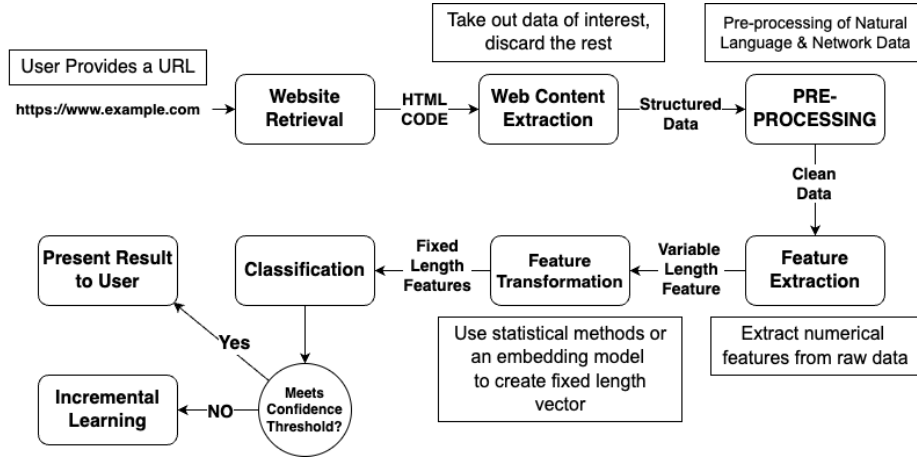 Take out data of interest,
discard the rest
Pre-processing of Natural
Language & Network Data
User Provides a URL
https://www.example.com
Website
Retrieval
HTML
CODE
Web Content
Extraction
Structured
Data
PRE-
PROCESSING
Clean
Data
Present Result
to User
Classification
Fixed
Length
Features
Feature
Transformation
Variable
Length
Feature
Feature
Extraction
Use statistical methods or
an embedding model
to create fixed length
vector
Extract numerical
features from raw data
Yes
Incremental
Learning
NO
Meets
Confidence
Threshold?